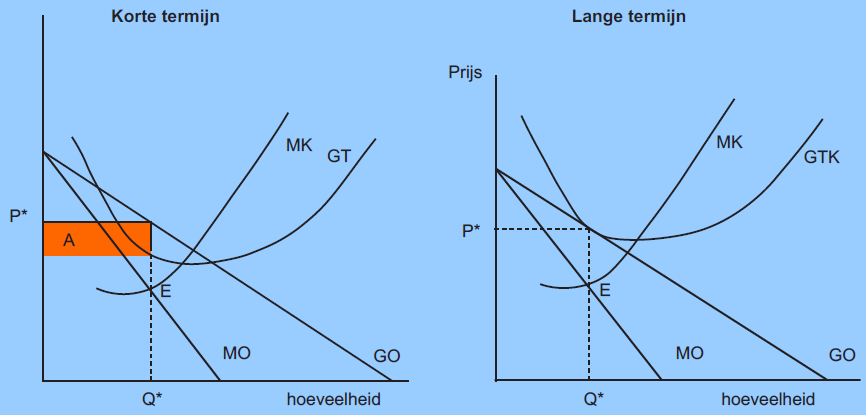 Korte termijn
MK
GT
P*
A
E
MO
GO
Q*
hoeveelheid
Lange termijn
Prijs
MK
GTK
P*
E
MO
GO
Q*
hoeveelheid